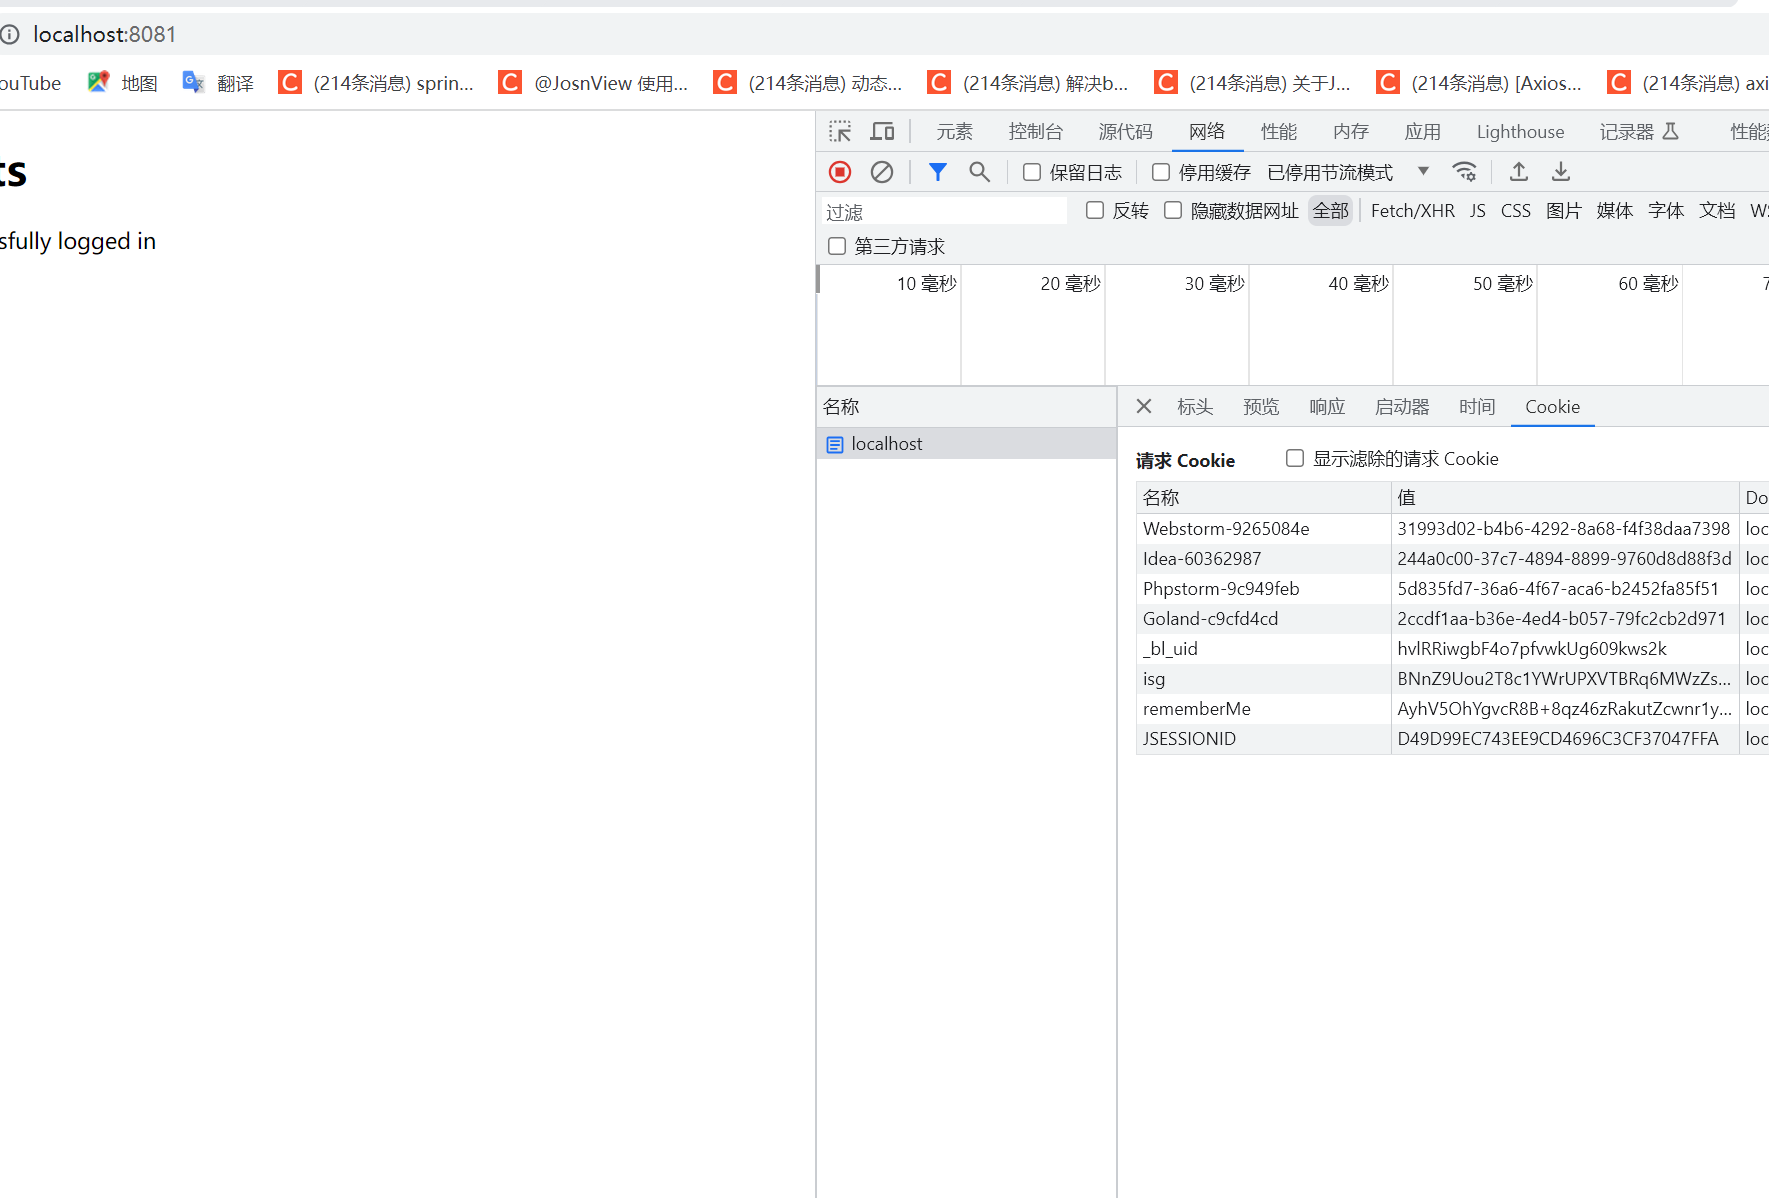 localhost:8081
ouTube 地图 翻译 (214条消息) sprin... @JosnView 使用... (214条消息) 动态... (214条消息) 解决b... (214条消息) 关于J... (214条消息) [Axios... (214条消息) axi
ts
sfully logged in
元素 控制台 源代码 网络 性能 内存 应用 Lighthouse 记录器 性能
保留日志 停用缓存 已停用节流模式
过滤 反转 隐藏数据网址 全部 Fetch/XHR JS CSS 图片 媒体 字体 文档 WS
第三方请求
10 毫秒 20 毫秒 30 毫秒 40 毫秒 50 毫秒 60 毫秒 7
名称
localhost
标头 预览 响应 启动器 时间 Cookie
请求 Cookie 显示滤除的请求 Cookie
名称 值 Do
Webstorm-9265084e 31993d02-b4b6-4292-8a68-f4f38daa7398 loc
Idea-60362987 244a0c00-37c7-4894-8899-9760d8d88f3d loc
Phpstorm-9c949feb 5d835fd7-36a6-4f67-aca6-b2452fa85f51 loc
Goland-c9cfd4cd 2ccdf1aa-b36e-4ed4-b057-79fc2cb2d971 loc
_bl_uid hvlRRiwgbF4o7pfvwkUg609kws2k loc
isg BNnZ9Uou2T8c1YWrUPXVTBRq6MWzZs... loc
rememberMe AyhV5OhYgvcR8B+8qz46zRakutZcwnr1y... loc
JSESSIONID D49D99EC743EE9CD4696C3CF37047FFA loc